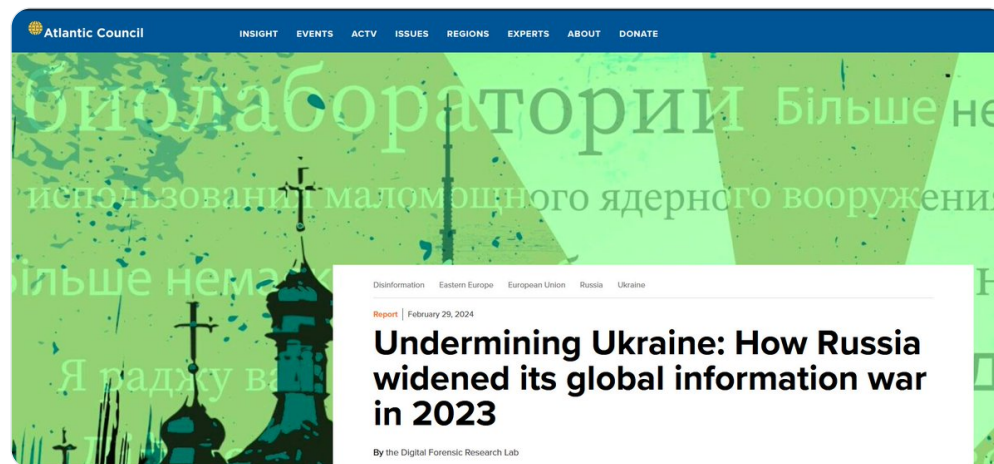 Atlantic Council
INSIGHT EVENTS ACTV ISSUES REGIONS EXPERTS ABOUT DONATE
биолаборатории
Більше не
использования маломощного ядерного вооружени
ільше нема
Disinformation Eastern Europe European Union Russia Ukraine
Report | February 29, 2024
Undermining Ukraine: How Russia
widened its global information war
in 2023
Я раджу ва
By the Digital Forensic Research Lab